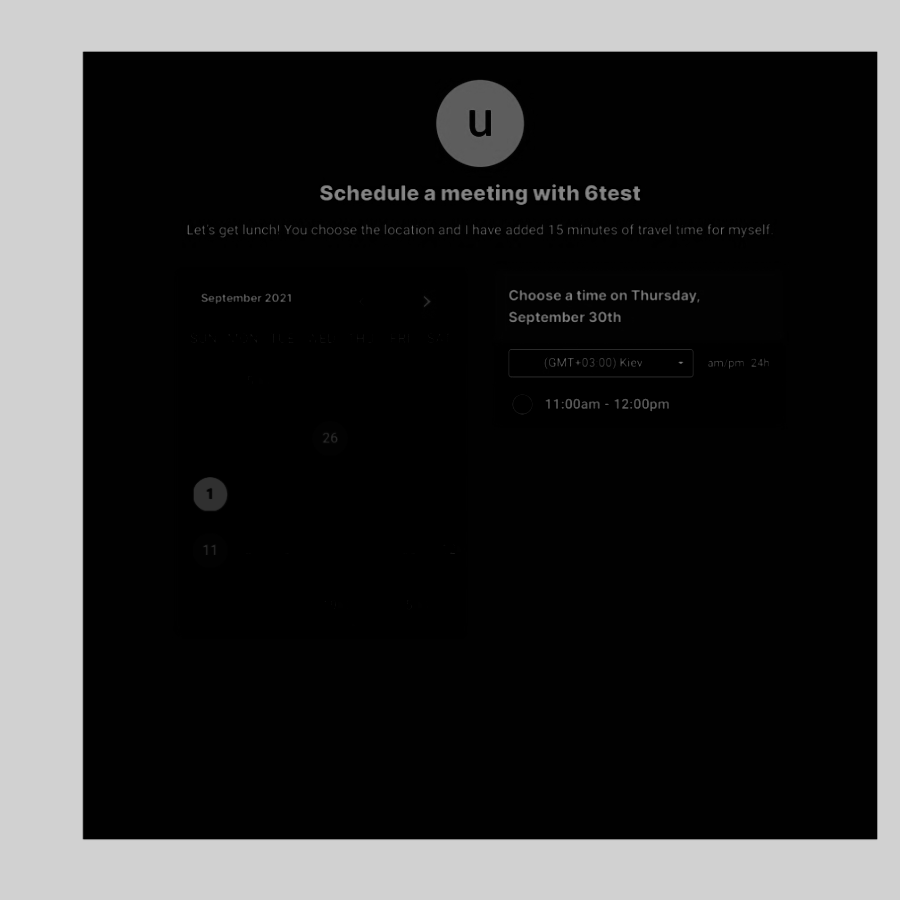 u
Schedule a meeting with 6test
Let's get lunch! You choose the location and I have added 15 minutes of travel time for myself.
September 2021
26
1
11
Choose a time on Thursday,
September 30th
(GMT+03:00) Kiev
am/pm 24h
11:00am - 12:00pm